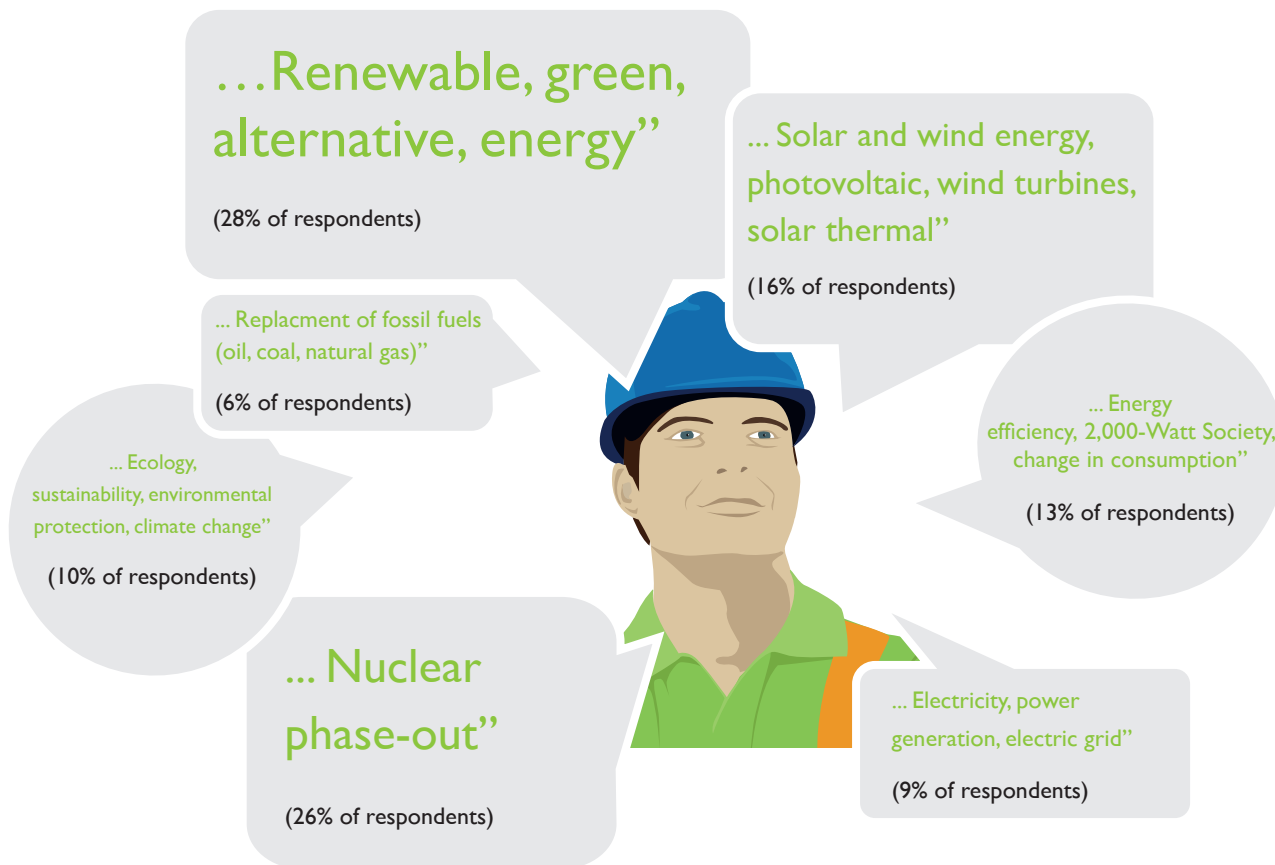 ...Renewable, green,
alternative, energy”
(28% of respondents)
... Solar and wind energy,
photovoltaic, wind turbines,
solar thermal”
(16% of respondents)
... Replacment of fossil fuels
(oil, coal, natural gas)”
(6% of respondents)
... Energy
efficiency, 2,000-Watt Society,
change in consumption”
(13% of respondents)
... Ecology,
sustainability, environmental
protection, climate change”
(10% of respondents)
... Nuclear
phase-out”
(26% of respondents)
... Electricity, power
generation, electric grid”
(9% of respondents)